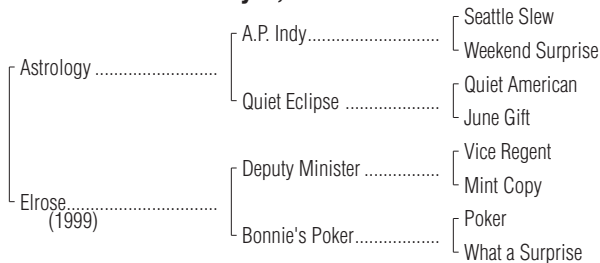 Seattle Slew
A.P. Indy..............................
Weekend Surprise
Astrology ............................
Quiet American
Quiet Eclipse .....................
June Gift
Vice Regent
Deputy Minister .................
Mint Copy
Elrose..................................
(1999)
Poker
Bonnie's Poker...................
What a Surprise